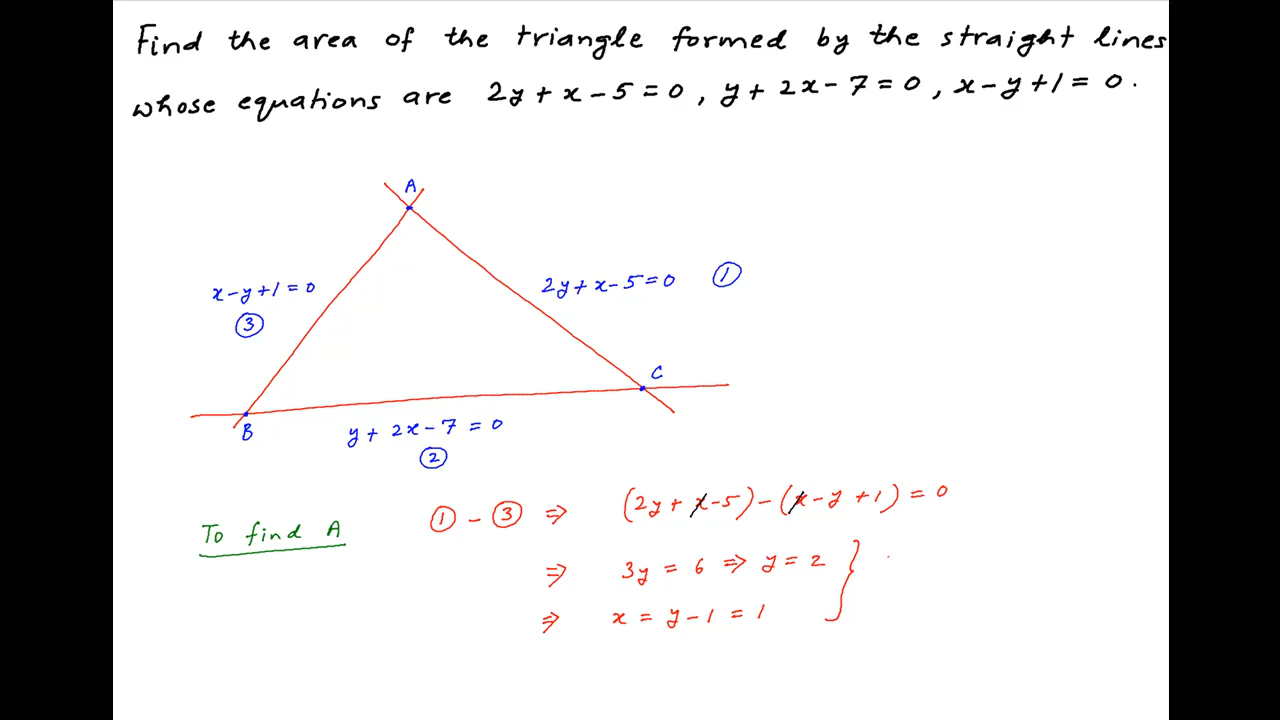 Find the area of the triangle formed by the straight lines
whose equations are 2y + x - 5 = 0, y + 2x - 7 = 0, x - y + 1 = 0.
A
x - y + 1 = 0
③
2y + x - 5 = 0 ①
C
B
y + 2x - 7 = 0
②
To find A
① - ③ ⇒ (2y + x - 5) - (x - y + 1) = 0
⇒ 3y = 6 ⇒ y = 2
⇒ x = y - 1 = 1 }